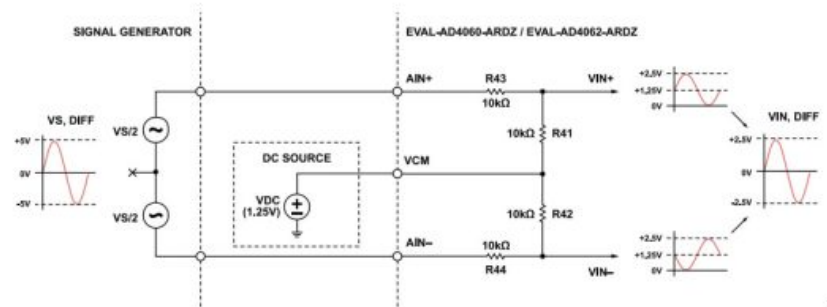 SIGNAL GENERATOR
EVAL-AD4060-ARDZ / EVAL-AD4062-ARDZ
AIN+
R43
10kΩ
VIN+
+2.5V
+1.25V
0V
VS, DIFF
+5V
0V
-5V
VS/2
10kΩ R41
VIN, DIFF
+2.5V
0V
-2.5V
DC SOURCE
VCM
VDC
(1.25V)
VS/2
10kΩ R42
AIN–
10kΩ
R44
VIN–
+2.5V
+1.25V
0V